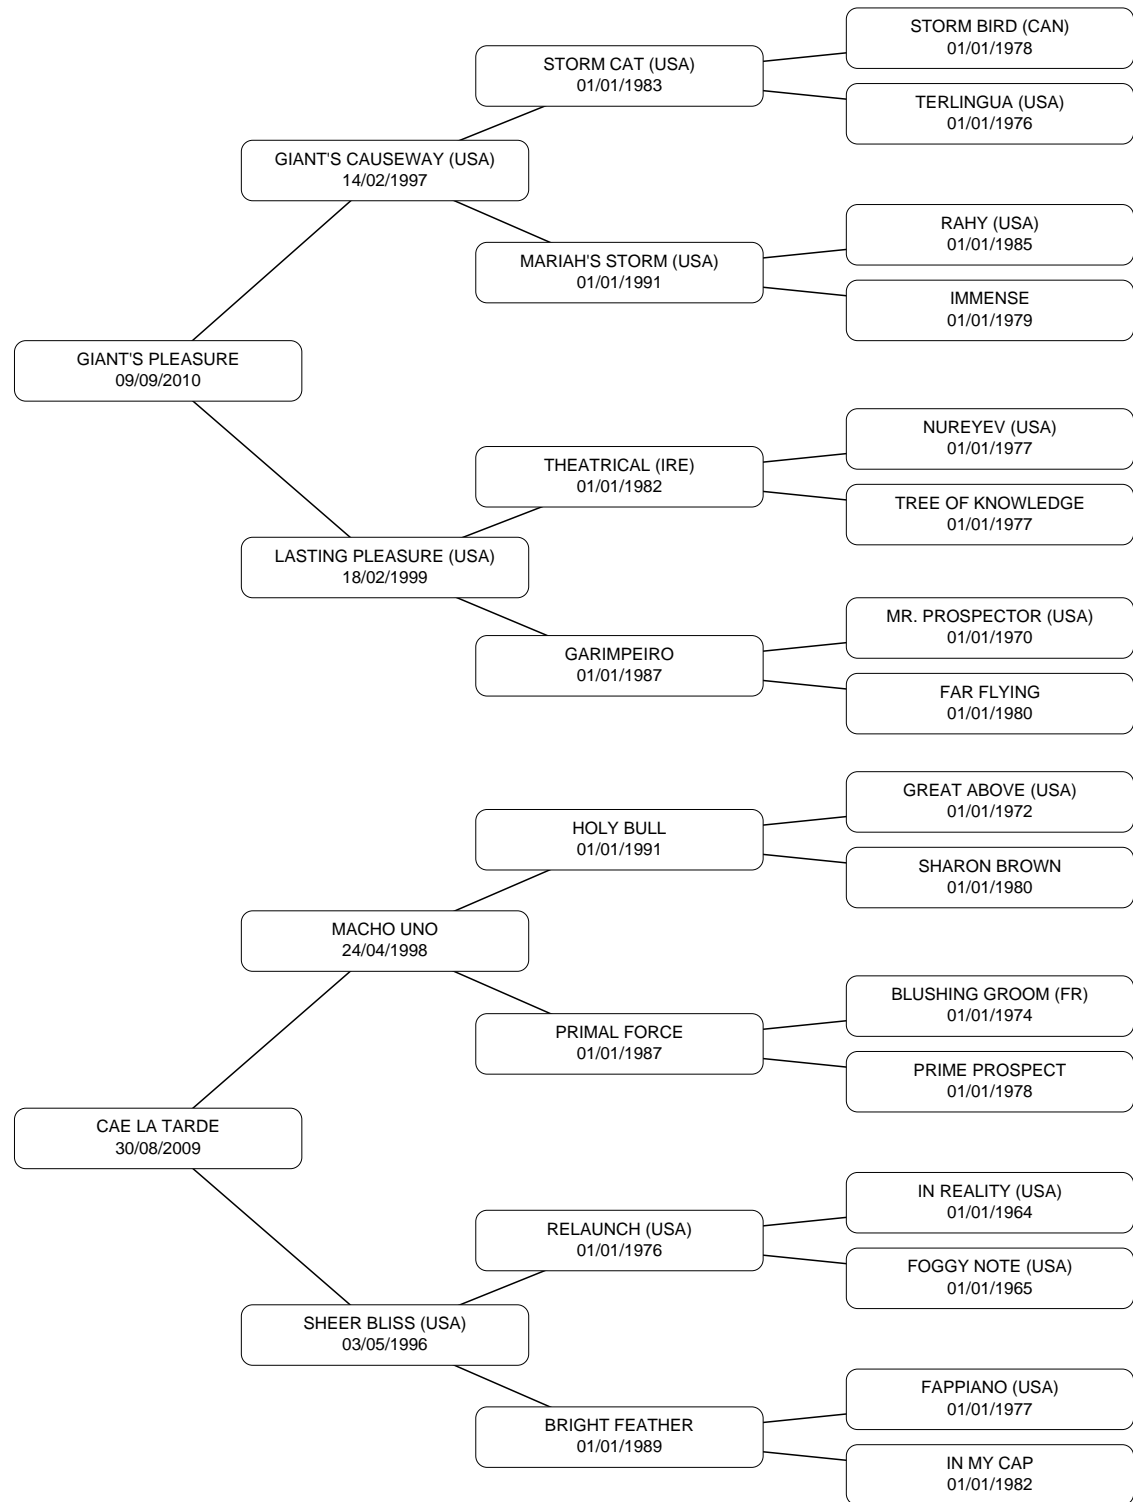 STORM BIRD (CAN)
01/01/1978
STORM CAT (USA)
01/01/1983
TERLINGUA (USA)
01/01/1976
GIANT'S CAUSEWAY (USA)
14/02/1997
RAHY (USA)
01/01/1985
MARIAH'S STORM (USA)
01/01/1991
IMMENSE
01/01/1979
GIANT'S PLEASURE
09/09/2010
NUREYEV (USA)
01/01/1977
THEATRICAL (IRE)
01/01/1982
TREE OF KNOWLEDGE
01/01/1977
LASTING PLEASURE (USA)
18/02/1999
MR. PROSPECTOR (USA)
01/01/1970
GARIMPEIRO
01/01/1987
FAR FLYING
01/01/1980
GREAT ABOVE (USA)
01/01/1972
HOLY BULL
01/01/1991
SHARON BROWN
01/01/1980
MACHO UNO
24/04/1998
BLUSHING GROOM (FR)
01/01/1974
PRIMAL FORCE
01/01/1987
PRIME PROSPECT
01/01/1978
CAE LA TARDE
30/08/2009
IN REALITY (USA)
01/01/1964
RELAUNCH (USA)
01/01/1976
FOGGY NOTE (USA)
01/01/1965
SHEER BLISS (USA)
03/05/1996
FAPPIANO (USA)
01/01/1977
BRIGHT FEATHER
01/01/1989
IN MY CAP
01/01/1982